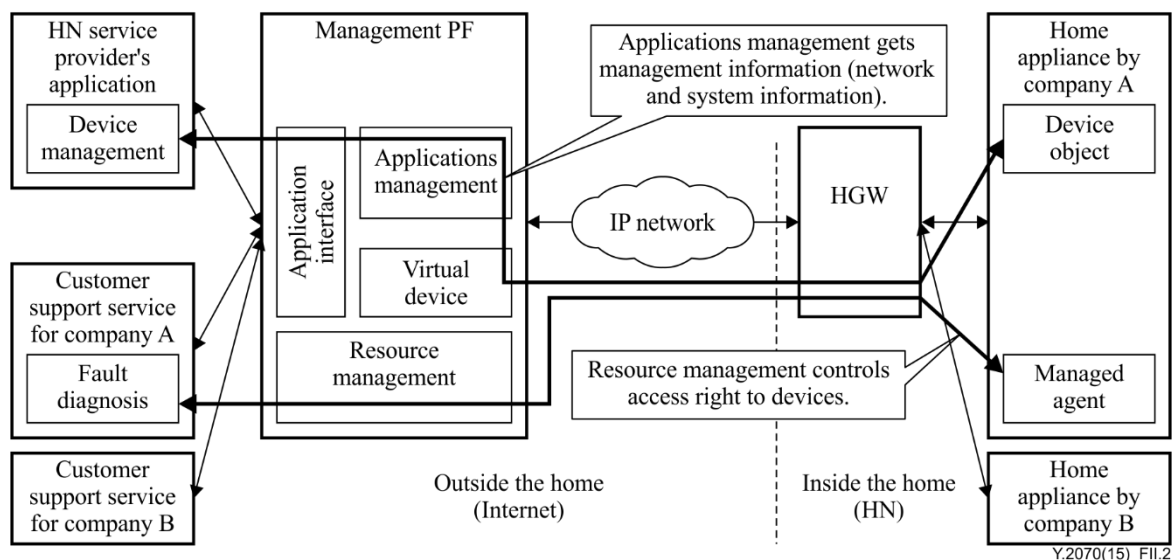 HN service
provider's
application
Device
management
Customer
support service
for company A
Fault
diagnosis
Customer
support service
for company B
Management PF
Application
interface
Applications
management
Virtual
device
Resource
management
Applications management gets
management information (network
and system information).
IP network
HGW
Resource management controls
access right to devices.
Outside the home
(Internet)
Inside the home
(HN)
Home
appliance by
company A
Device
object
Managed
agent
Home
appliance by
company B
Y.2070(15)_FII.2